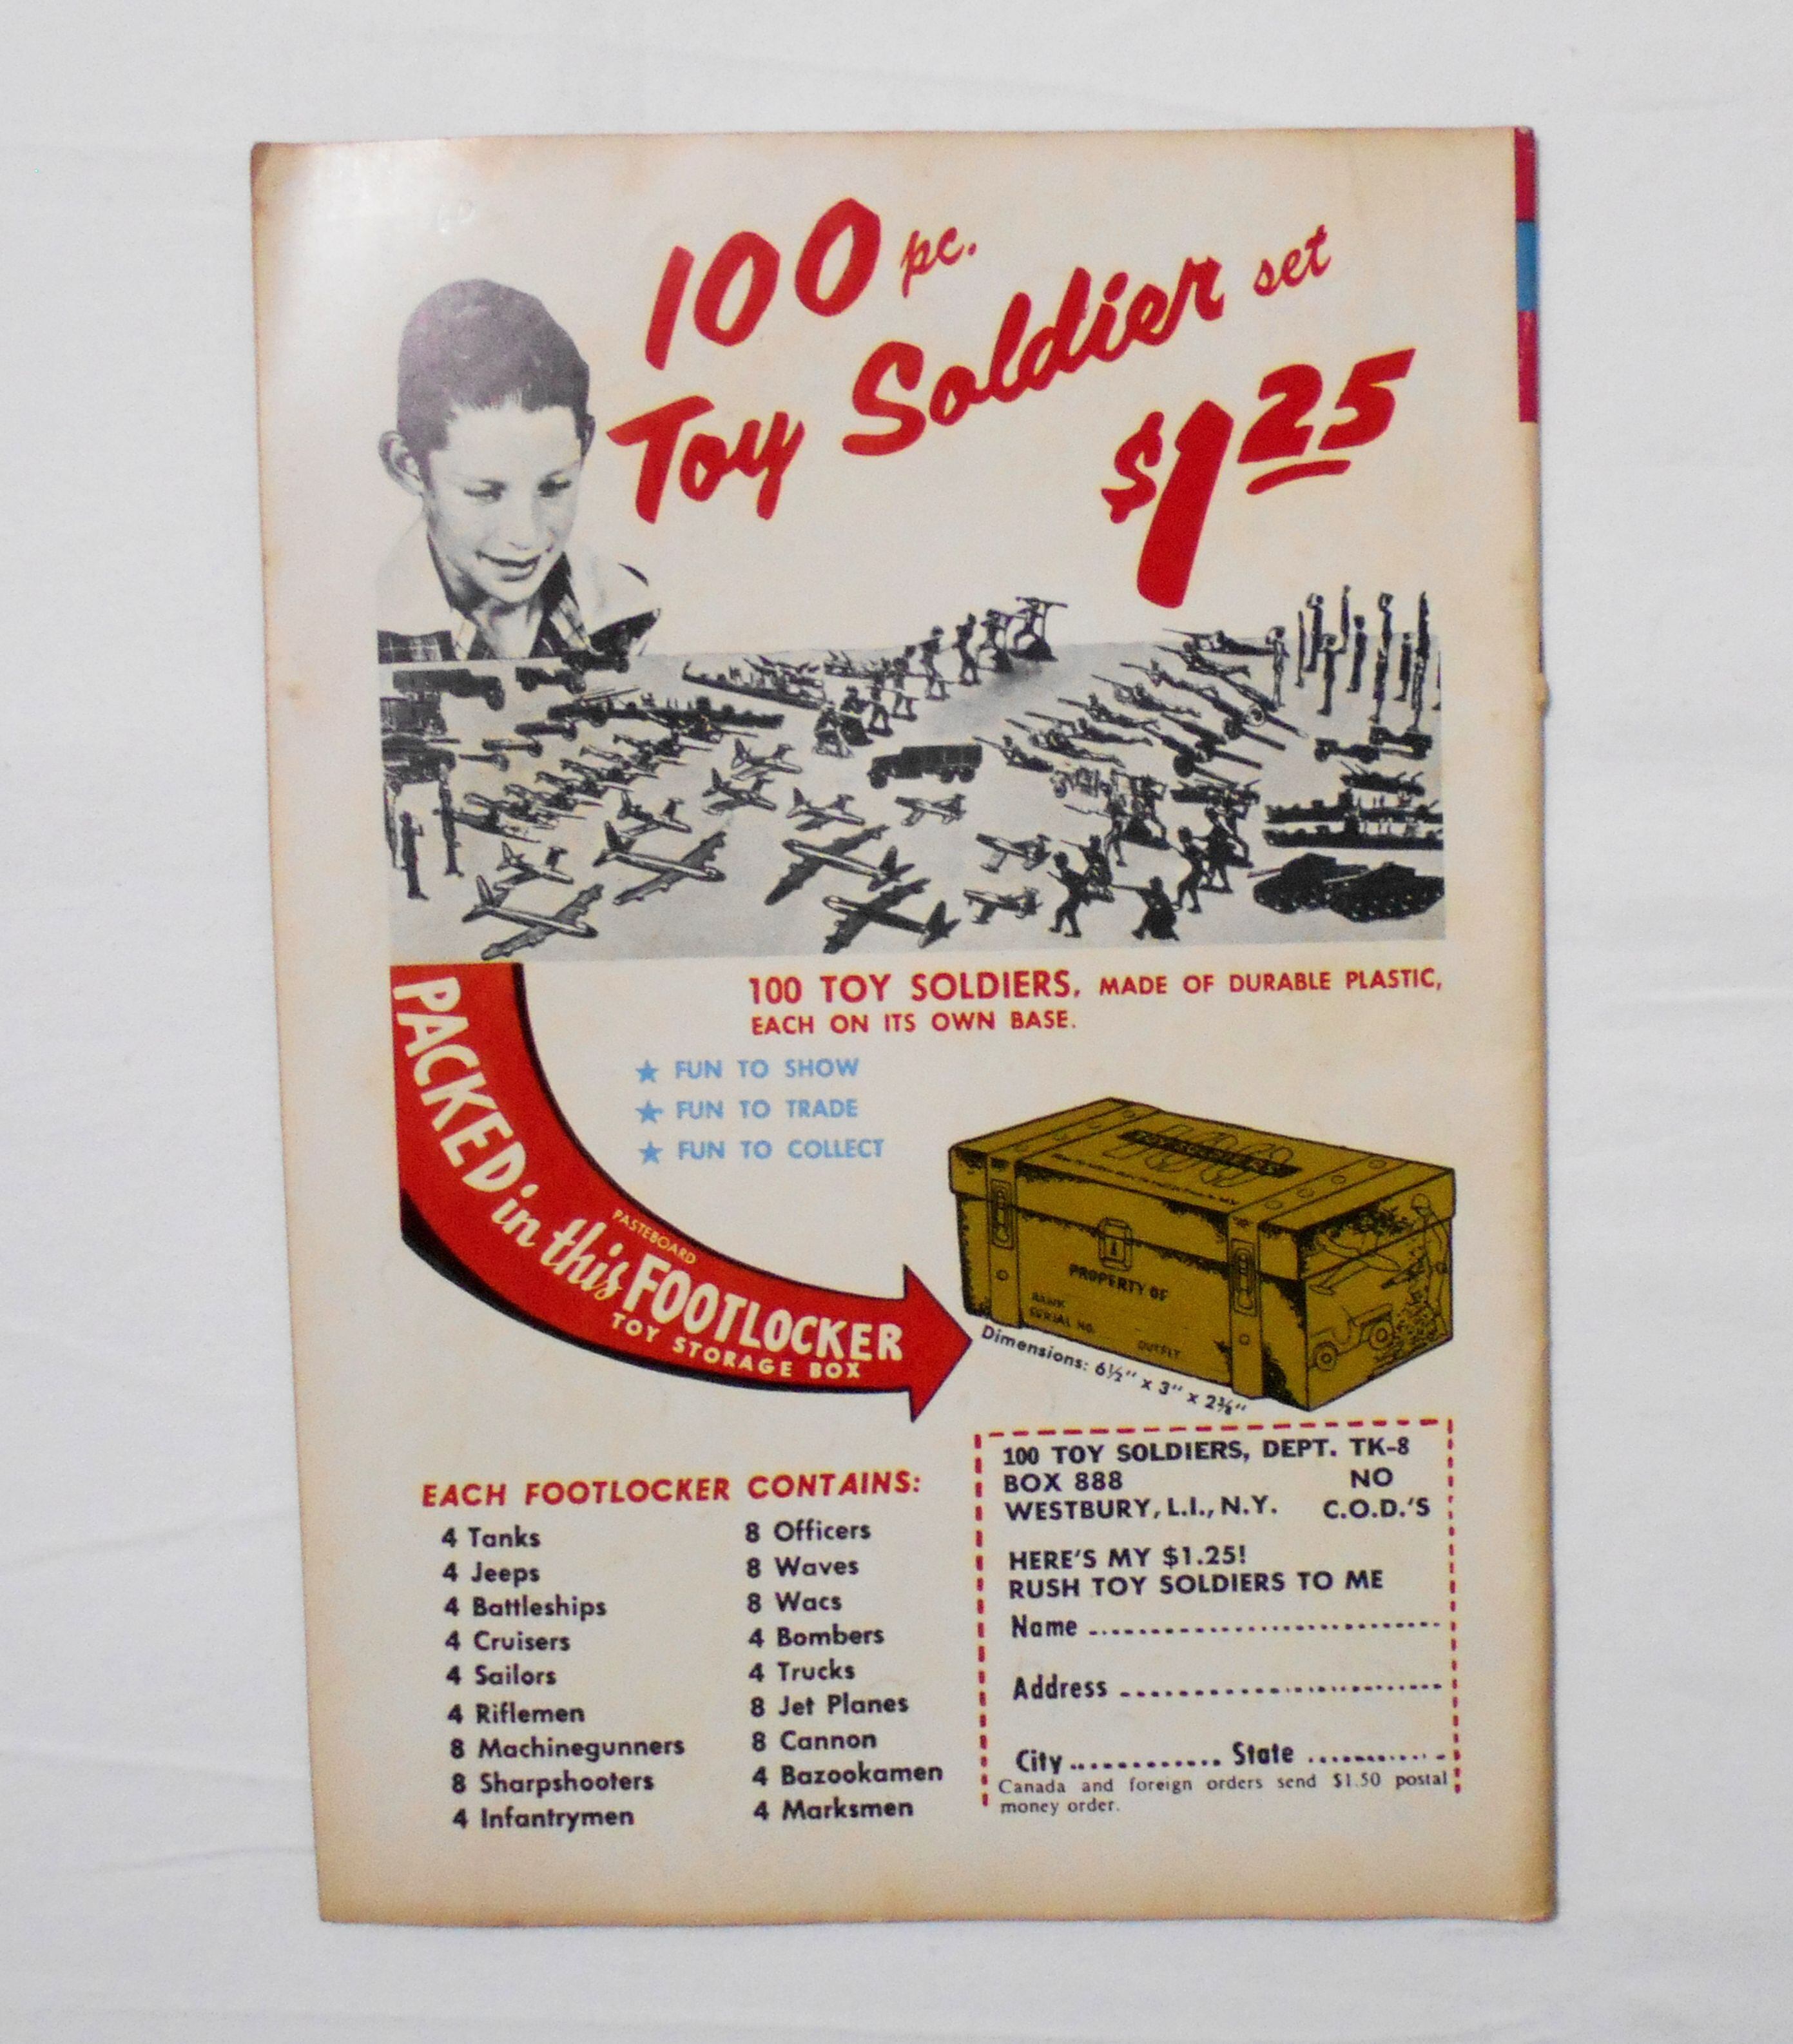 100 pc.
Toy Soldier set
$1 25
100 TOY SOLDIERS, MADE OF DURABLE PLASTIC,
EACH ON ITS OWN BASE.
★ FUN TO SHOW
★ FUN TO TRADE
★ FUN TO COLLECT
PACKED in this PASTEBOARD FOOTLOCKER
TOY STORAGE BOX
PROPERTY OF
RANK
SERIAL NO.
OUTFIT
Dimensions: 6½" x 3" x 2⅜"
EACH FOOTLOCKER CONTAINS:
4 Tanks
4 Jeeps
4 Battleships
4 Cruisers
4 Sailors
4 Riflemen
8 Machinegunners
8 Sharpshooters
4 Infantrymen
8 Officers
8 Waves
8 Wacs
4 Bombers
4 Trucks
8 Jet Planes
8 Cannon
4 Bazookamen
4 Marksmen
100 TOY SOLDIERS, DEPT. TK-8
BOX 888 NO
WESTBURY, L.I., N.Y. C.O.D.'S
HERE'S MY $1.25!
RUSH TOY SOLDIERS TO ME
Name
Address
City State
Canada and foreign orders send $1.50 postal
money order.